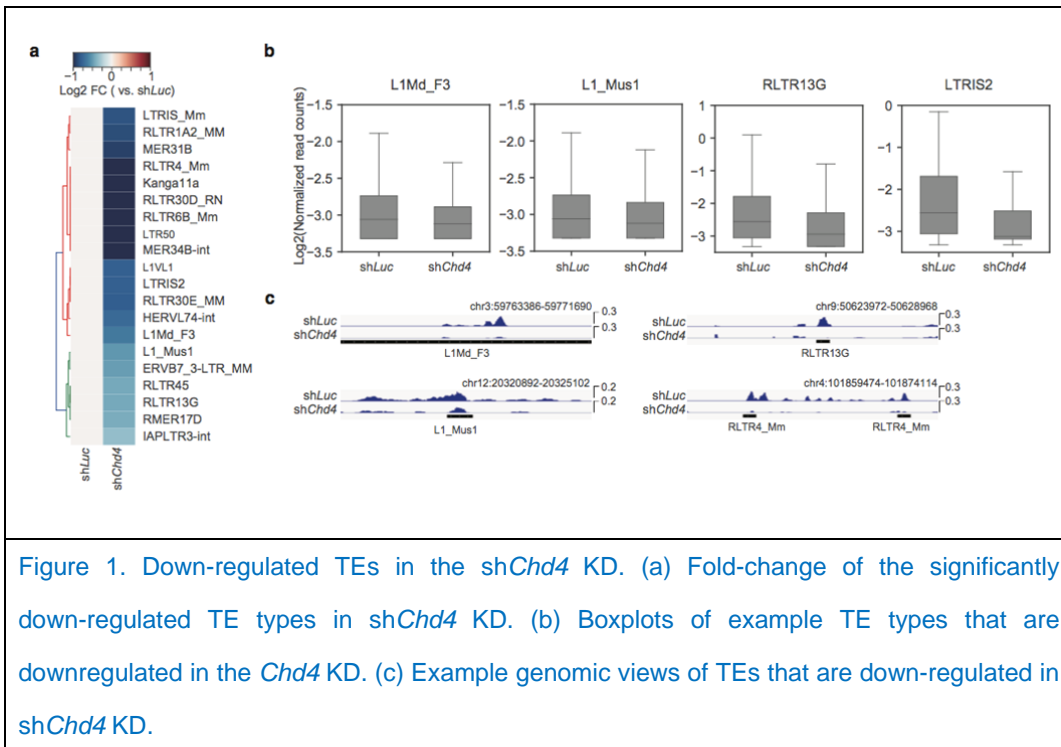 a
-1 0 1
Log2 FC ( vs. shLuc)
LTRIS_Mm
RLTR1A2_MM
MER31B
RLTR4_Mm
Kanga11a
RLTR30D_RN
RLTR6B_Mm
LTR50
MER34B-int
L1VL1
LTRIS2
RLTR30E_MM
HERVL74-int
L1Md_F3
L1_Mus1
ERVB7_3-LTR_MM
RLTR45
RLTR13G
RMER17D
IAPLTR3-int
shLuc
shChd4
b
Log2(Normalized read counts)
L1Md_F3
−1.5
−2.0
−2.5
−3.0
−3.5
shLuc shChd4
L1_Mus1
−1.5
−2.0
−2.5
−3.0
−3.5
shLuc shChd4
RLTR13G
1
0
−1
−2
−3
shLuc shChd4
LTRIS2
0
−1
−2
−3
shLuc shChd4
c
chr3:59763386-59771690
shLuc 0.3
shChd4 0.3
L1Md_F3
chr9:50623972-50628968
shLuc 0.3
shChd4 0.3
RLTR13G
chr12:20320892-20325102
shLuc 0.2
shChd4 0.2
L1_Mus1
chr4:101859474-101874114
shLuc 0.3
shChd4 0.3
RLTR4_Mm RLTR4_Mm
Figure 1. Down-regulated TEs in the shChd4 KD. (a) Fold-change of the significantly
down-regulated TE types in shChd4 KD. (b) Boxplots of example TE types that are
downregulated in the Chd4 KD. (c) Example genomic views of TEs that are down-regulated in
shChd4 KD.